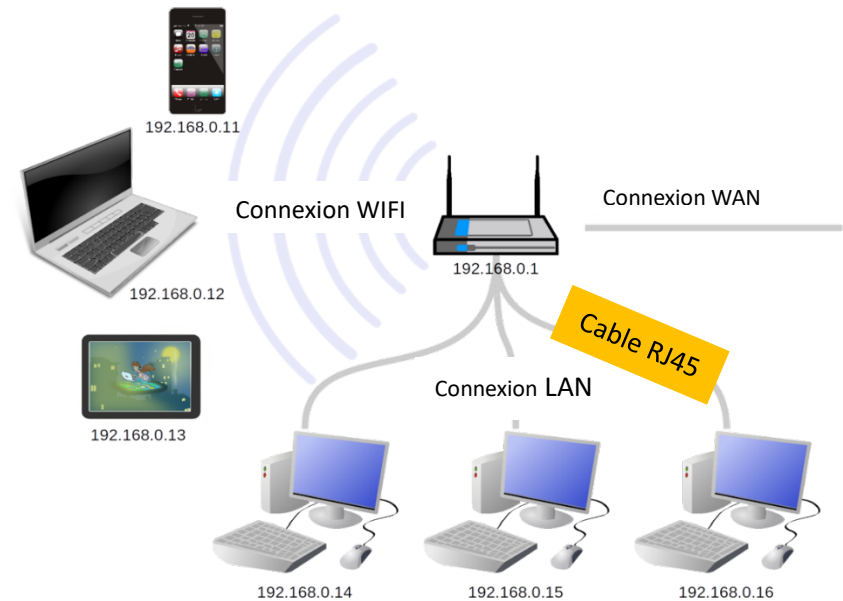 192.168.0.11
Connexion WIFI
Connexion WAN
192.168.0.1
192.168.0.12
Cable RJ45
Connexion LAN
192.168.0.13
192.168.0.14
192.168.0.15
192.168.0.16